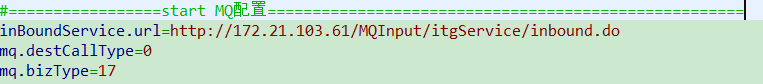 #==================start MQ配置==================================================
inBoundService.url=http://172.21.103.61/MQInput/itgService/inbound.do
mq.destCallType=0
mq.bizType=17